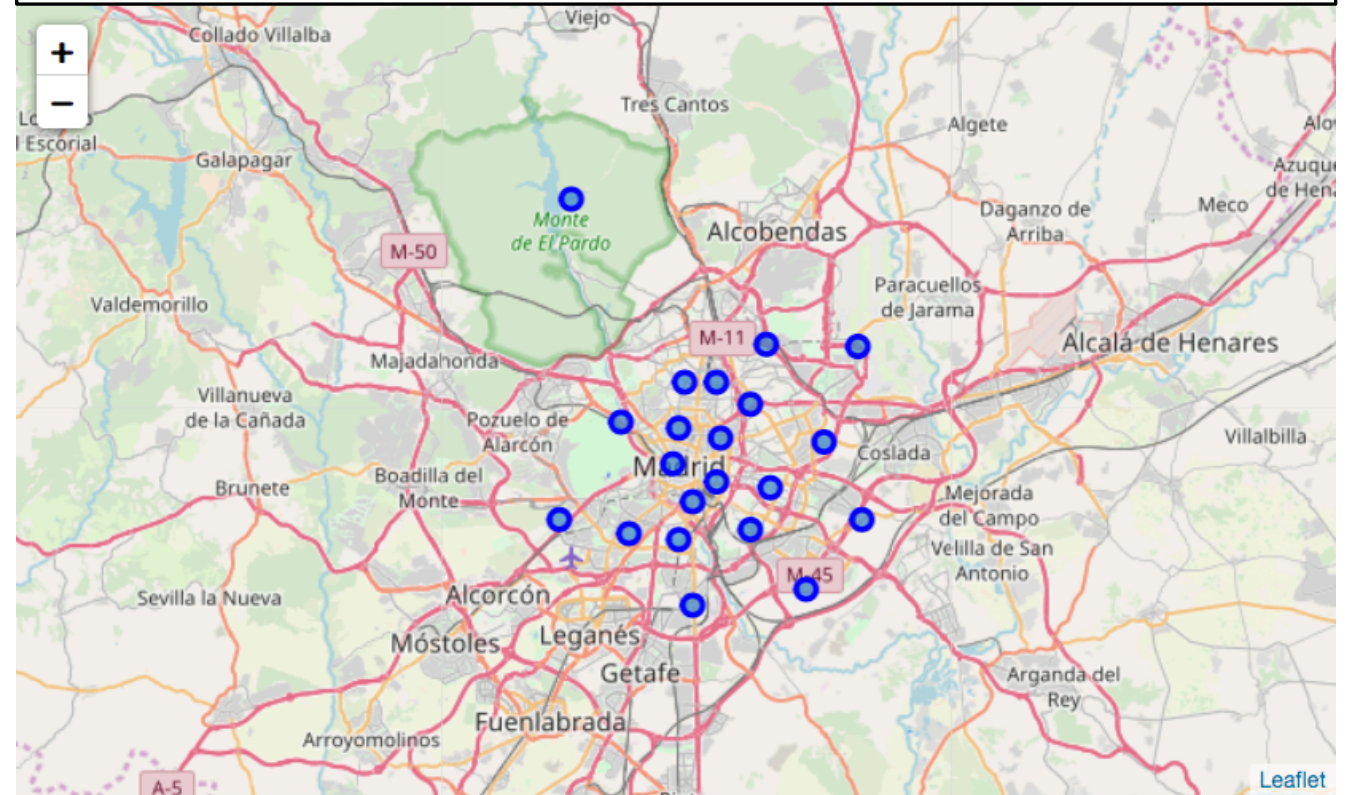 Viejo
Collado Villalba
+
−
Tres Cantos
Algete
l Escorial
Galapagar
Azuqu
de Hen
Meco
Monte
de El Pardo
Daganzo de
Arriba
Alcobendas
M-50
Paracuellos
de Jarama
Valdemorillo
M-11
Alcalá de Henares
Majadahonda
Villanueva
de la Cañada
Pozuelo de
Alarcón
Villalbilla
Coslada
Madrid
Boadilla del
Monte
Brunete
Mejorada
del Campo
Velilla de San
Antonio
M-45
Sevilla la Nueva
Alcorcón
Leganés
Móstoles
Getafe
Arganda del
Rey
Fuenlabrada
Arroyomolinos
A-5
Leaflet